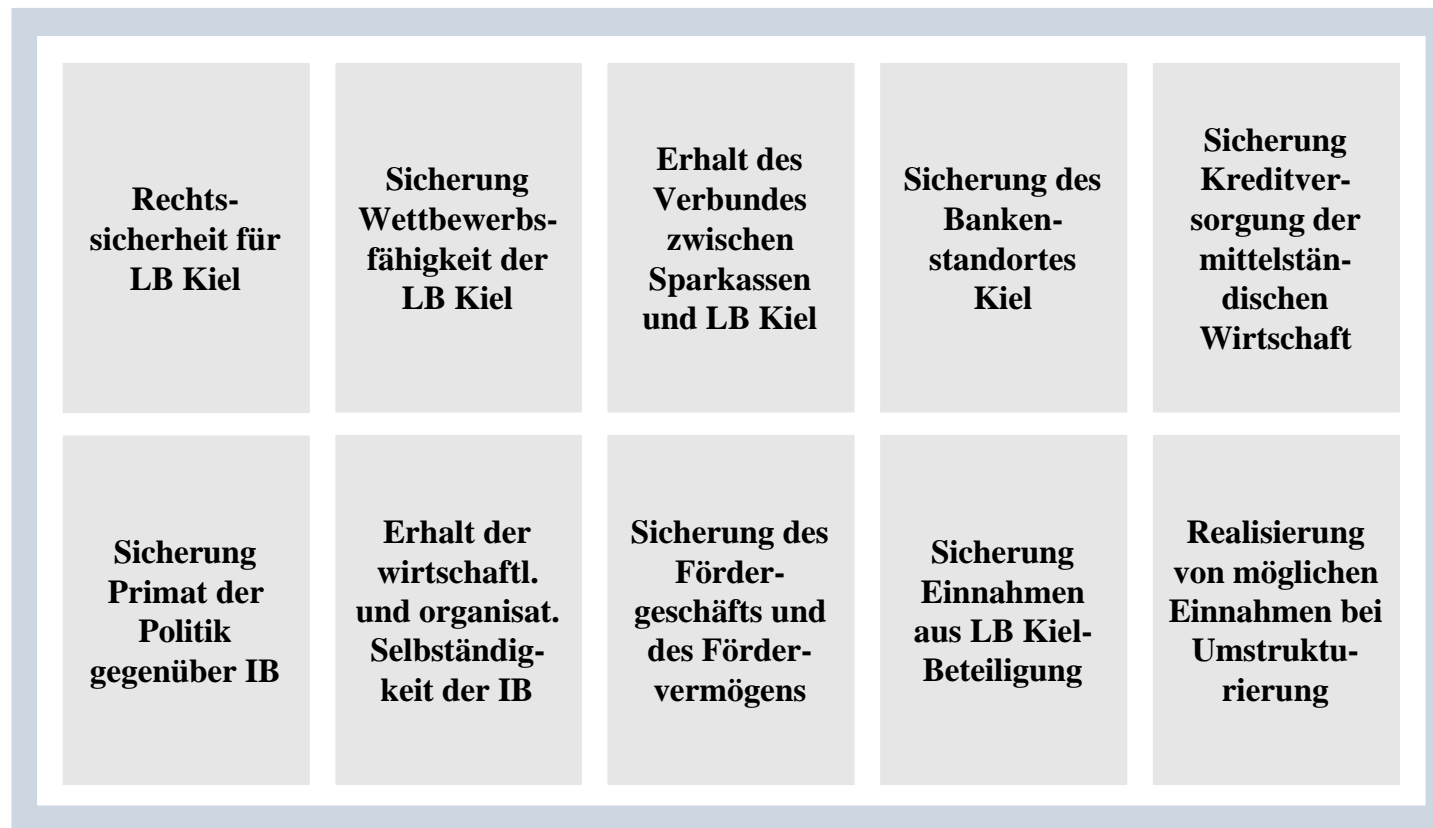 Rechts-
sicherheit für
LB Kiel
Sicherung
Wettbewerbs-
fähigkeit der
LB Kiel
Erhalt des
Verbundes
zwischen
Sparkassen
und LB Kiel
Sicherung des
Banken-
standortes
Kiel
Sicherung
Kreditver-
sorgung der
mittelstän-
dischen
Wirtschaft
Sicherung
Primat der
Politik
gegenüber IB
Erhalt der
wirtschaftl.
und organisat.
Selbständig-
keit der IB
Sicherung des
Förder-
geschäfts und
des Förder-
vermögens
Sicherung
Einnahmen
aus LB Kiel-
Beteiligung
Realisierung
von möglichen
Einnahmen bei
Umstruktu-
rierung